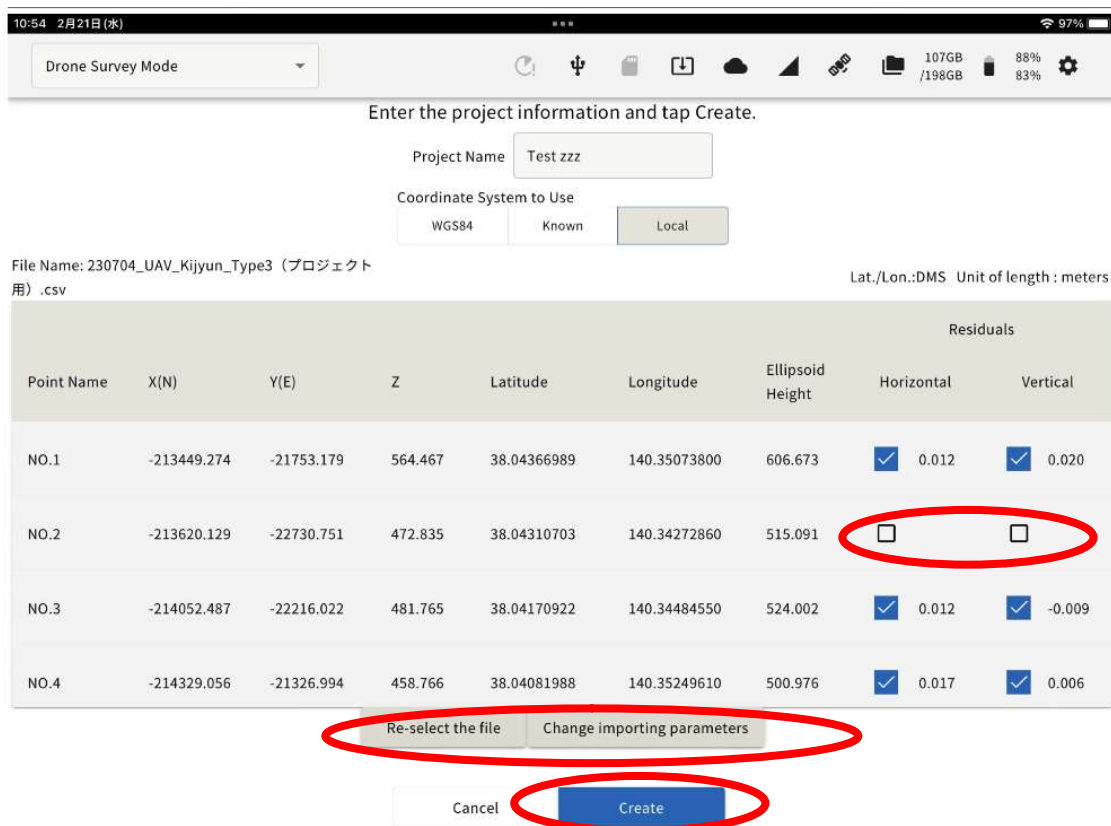 10:54 2月21日(水) 97%
Drone Survey Mode 107GB /198GB 88% 83%
Enter the project information and tap Create.
Project Name Test zzz
Coordinate System to Use
WGS84 Known Local
File Name: 230704_UAV_Kijyun_Type3（プロジェクト
用）.csv
Lat./Lon.:DMS Unit of length : meters
Residuals
Point Name X(N) Y(E) Z Latitude Longitude Ellipsoid Height Horizontal Vertical
NO.1 -213449.274 -21753.179 564.467 38.04366989 140.35073800 606.673 0.012 0.020
NO.2 -213620.129 -22730.751 472.835 38.04310703 140.34272860 515.091
NO.3 -214052.487 -22216.022 481.765 38.04170922 140.34484550 524.002 0.012 -0.009
NO.4 -214329.056 -21326.994 458.766 38.04081988 140.35249610 500.976 0.017 0.006
Re-select the file Change importing parameters
Cancel Create